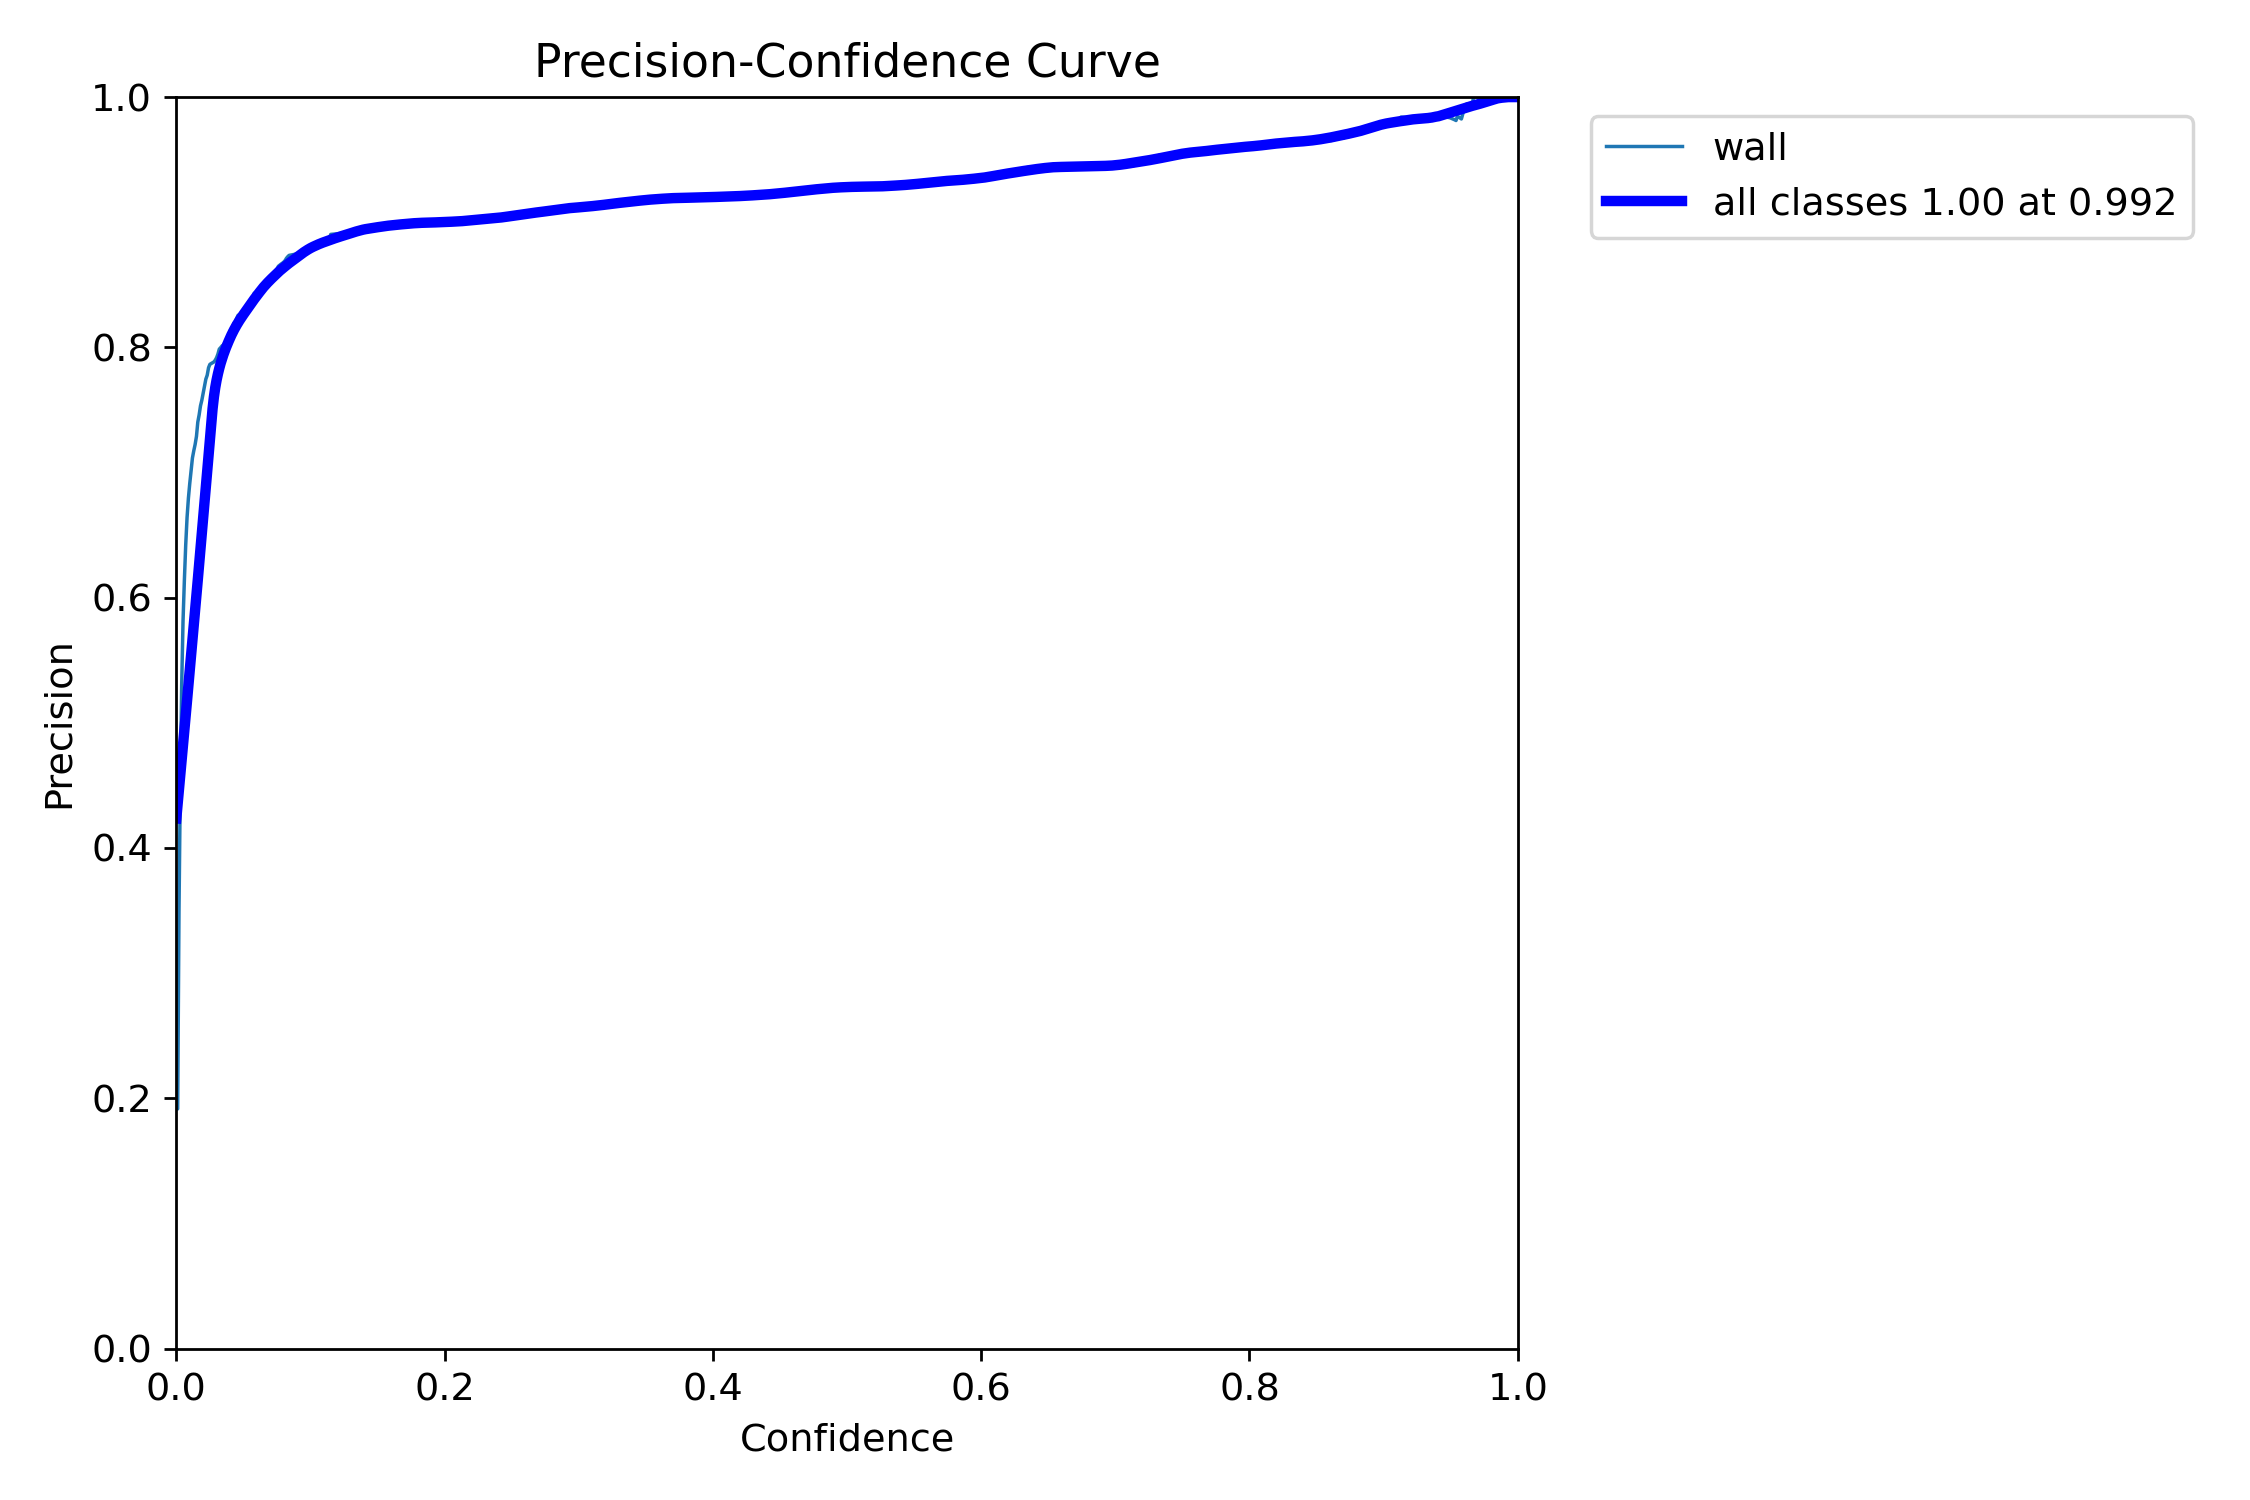 Precision-Confidence Curve
1.0
0.8
0.6
0.4
0.2
0.0
Precision
0.0 0.2 0.4 0.6 0.8 1.0
Confidence
wall
all classes 1.00 at 0.992